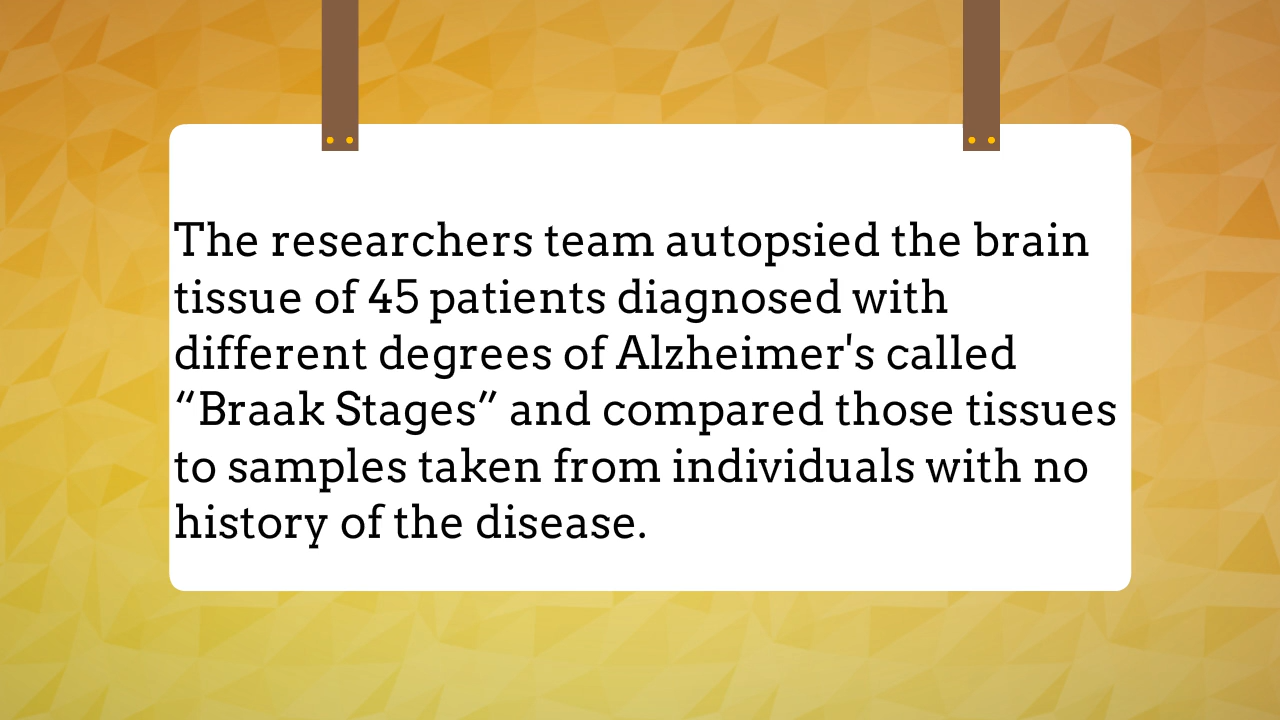 The researchers team autopsied the brain
tissue of 45 patients diagnosed with
different degrees of Alzheimer's called
“Braak Stages” and compared those tissues
to samples taken from individuals with no
history of the disease.